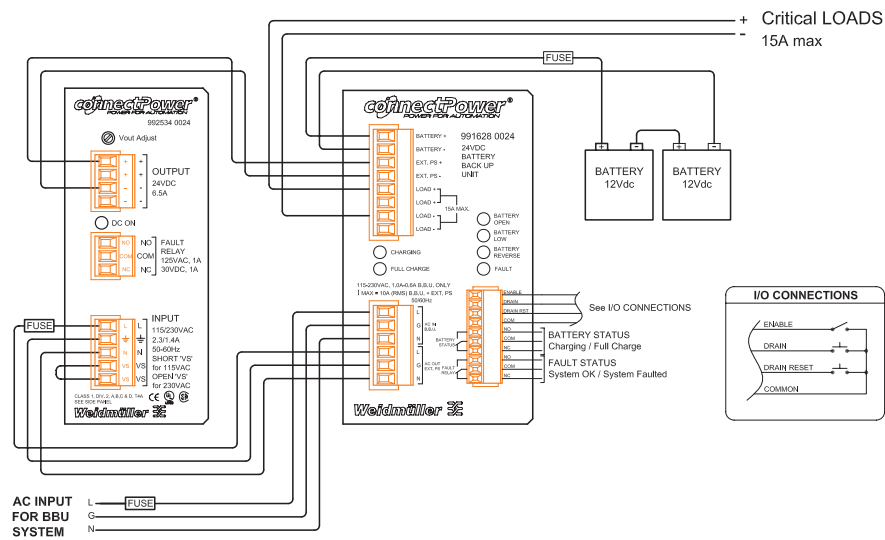 + Critical LOADS
- 15A max
FUSE
connectPower®
POWER FOR AUTOMATION
992534 0024
Vout Adjust
+ +
+ +
- -
- -
OUTPUT
24VDC
6.5A
DC ON
NO NO
COM COM
NC NC
FAULT
RELAY
125VAC, 1A
30VDC, 1A
FUSE
L L
N N
VS VS
VS VS
INPUT
115/230VAC
2,3/1.4A
50-60Hz
SHORT 'VS'
for 115VAC
OPEN 'VS'
for 230VAC
CLASS 1, DIV. 2, A,B,C & D, T4A
SEE SIDE PANEL
CE
Weidmüller
connectPower®
POWER FOR AUTOMATION
BATTERY +
BATTERY -
EXT. PS +
EXT. PS -
LOAD +
LOAD +
LOAD -
LOAD -
15A MAX.
991628 0024
24VDC
BATTERY
BACK UP
UNIT
BATTERY
OPEN
BATTERY
LOW
BATTERY
REVERSE
FAULT
CHARGING
FULL CHARGE
115-230VAC, 1,0A-0,6A B.B.U. ONLY
I MAX = 10A (RMS) B.B.U. + EXT. PS
50/60Hz
L
G
N
AC IN
B.B.U.
L
G
N
AC OUT
EXT. PS
BATTERY
STATUS
FAULT
RELAY
ENABLE
DRAIN
DRAIN RST
COM
NO
COM
NC
NO
COM
NC
Weidmüller
See I/O CONNECTIONS
BATTERY STATUS
Charging / Full Charge
FAULT STATUS
System OK / System Faulted
+ -
BATTERY
12Vdc
+ -
BATTERY
12Vdc
I/O CONNECTIONS
ENABLE
DRAIN
DRAIN RESET
COMMON
AC INPUT
FOR BBU
SYSTEM
L
G
N
FUSE